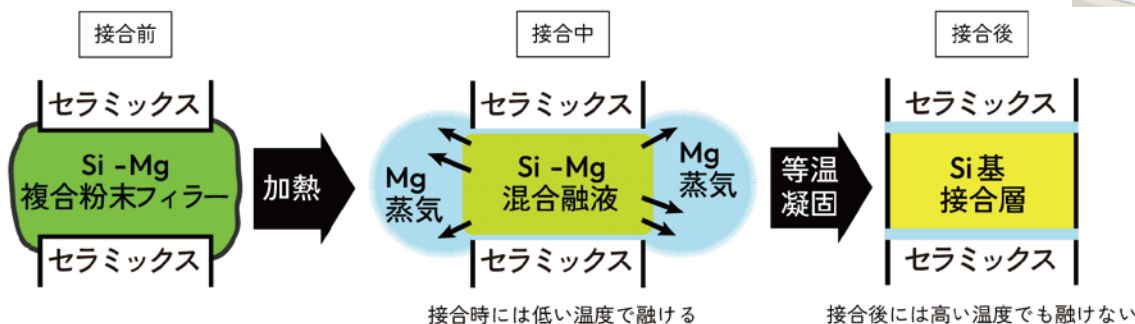 接合前
セラミックス
Si -Mg
複合粉末フィラー
セラミックス
加熱
接合中
セラミックス
Mg
蒸気
Si -Mg
混合融液
Mg
蒸気
セラミックス
接合時には低い温度で融ける
等温
凝固
接合後
セラミックス
Si基
接合層
セラミックス
接合後には高い温度でも融けない